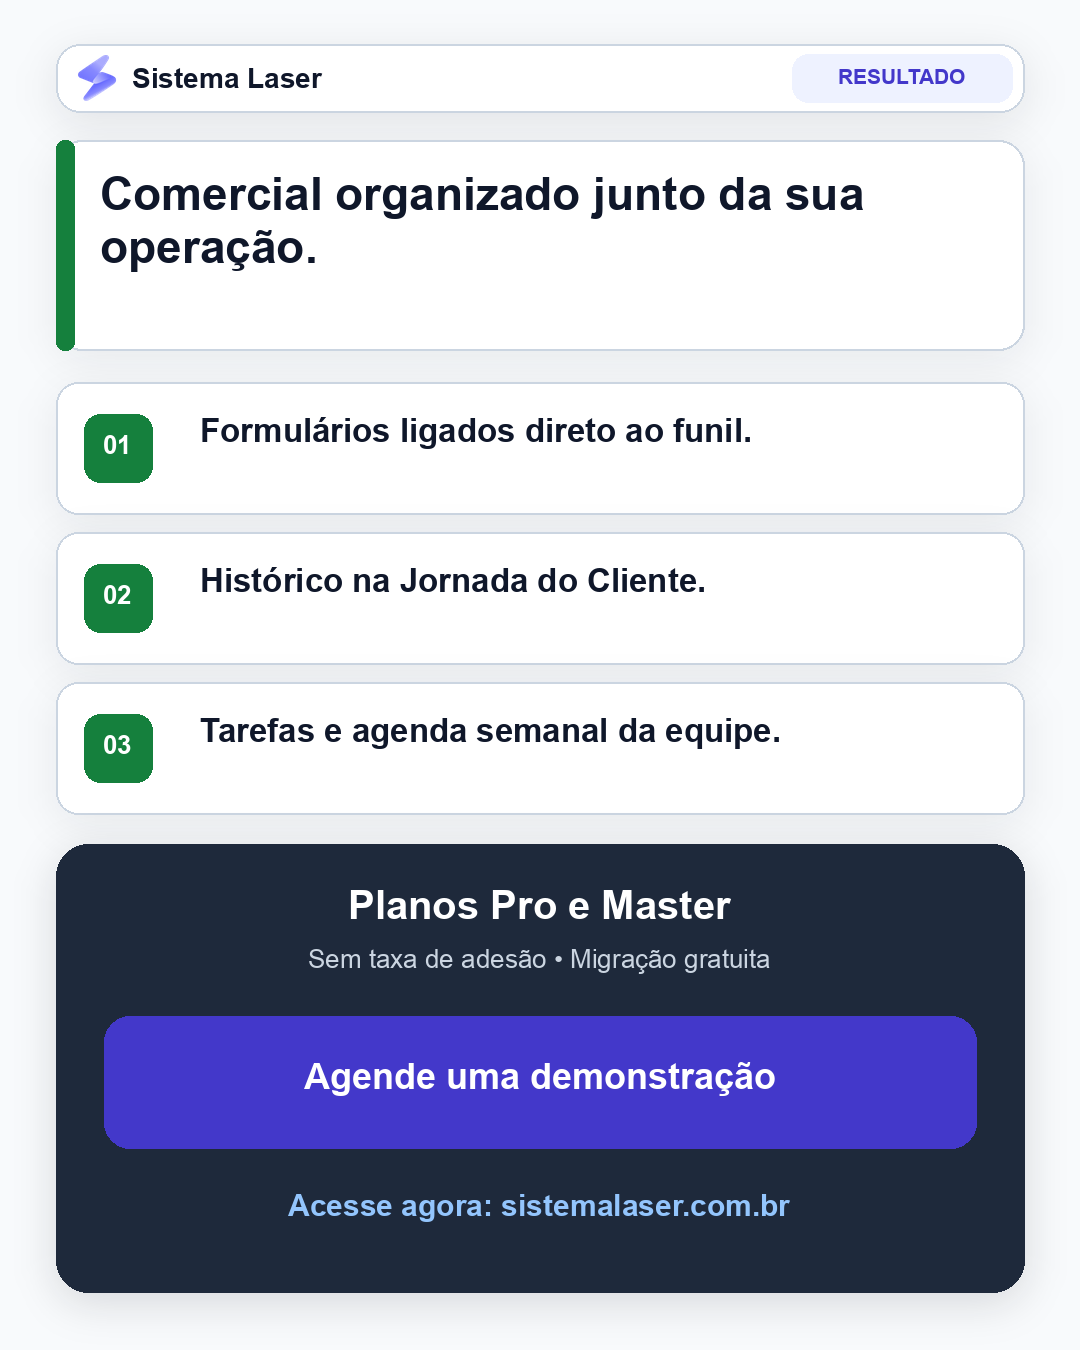 Sistema Laser
RESULTADO
Comercial organizado junto da sua
operação.
01
Formulários ligados direto ao funil.
02
Histórico na Jornada do Cliente.
03
Tarefas e agenda semanal da equipe.
Planos Pro e Master
Sem taxa de adesão • Migração gratuita
Agende uma demonstração
Acesse agora: sistemalaser.com.br